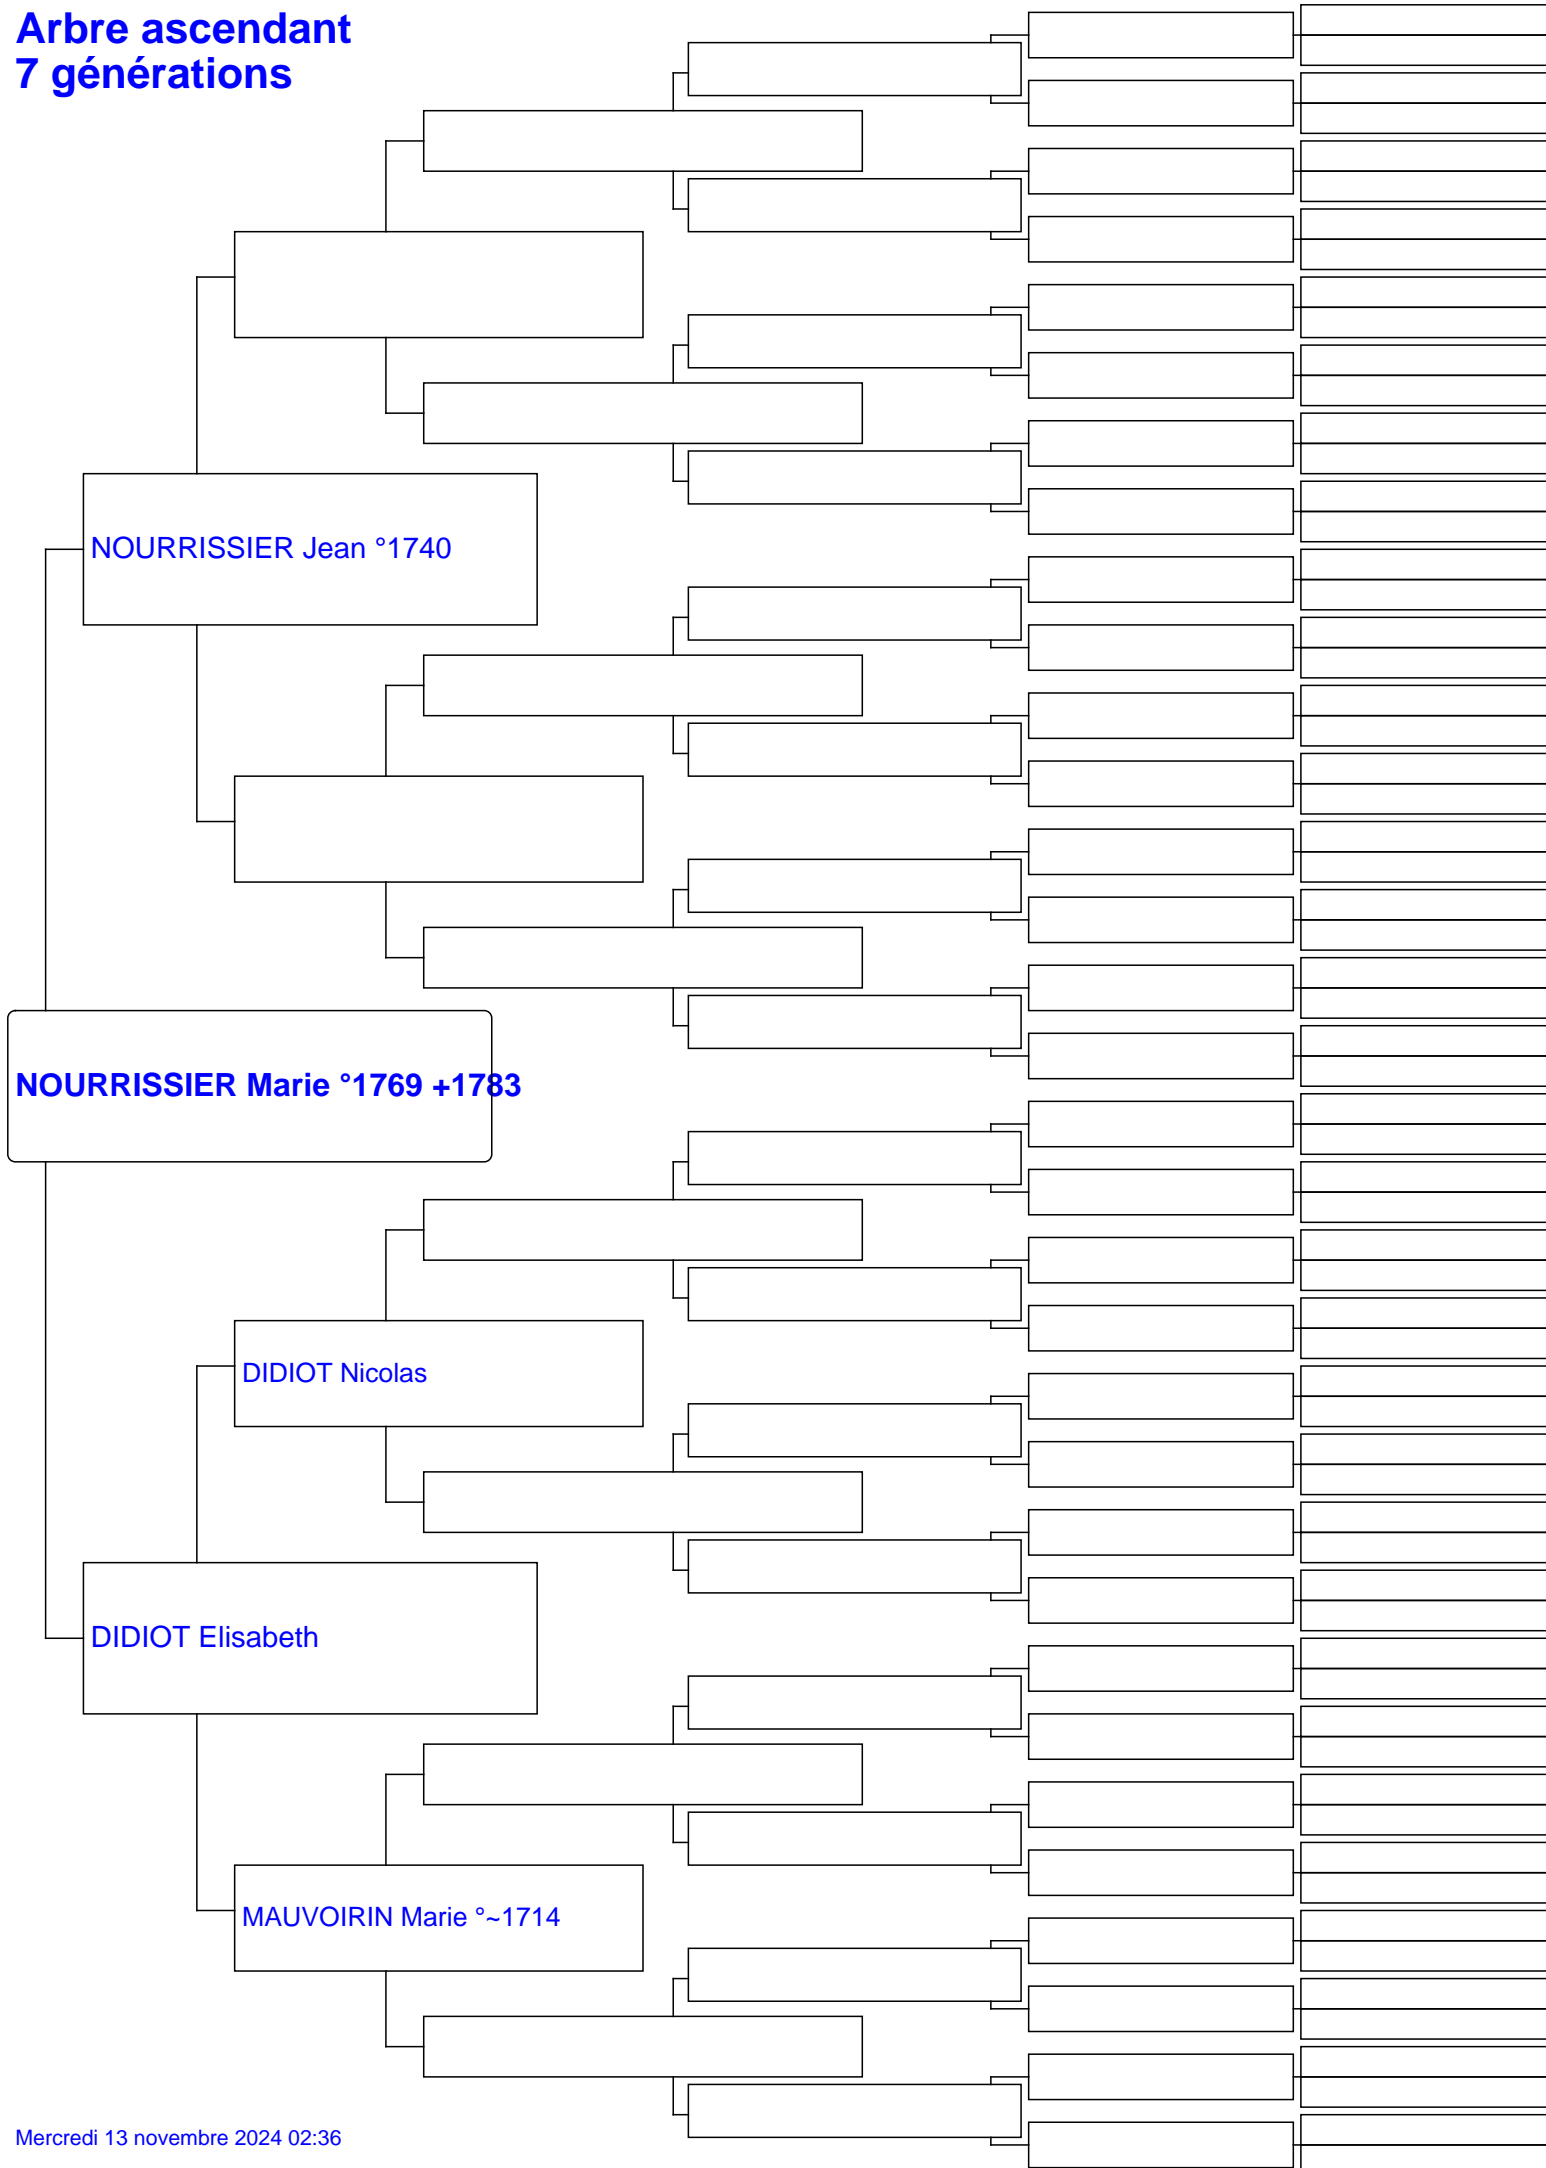 Arbre ascendant
7 générations
NOURRISSIER Jean °1740
NOURRISSIER Marie °1769 +1783
DIDIOT Nicolas
DIDIOT Elisabeth
MAUVOIRIN Marie °~1714
Mercredi 13 novembre 2024 02:36